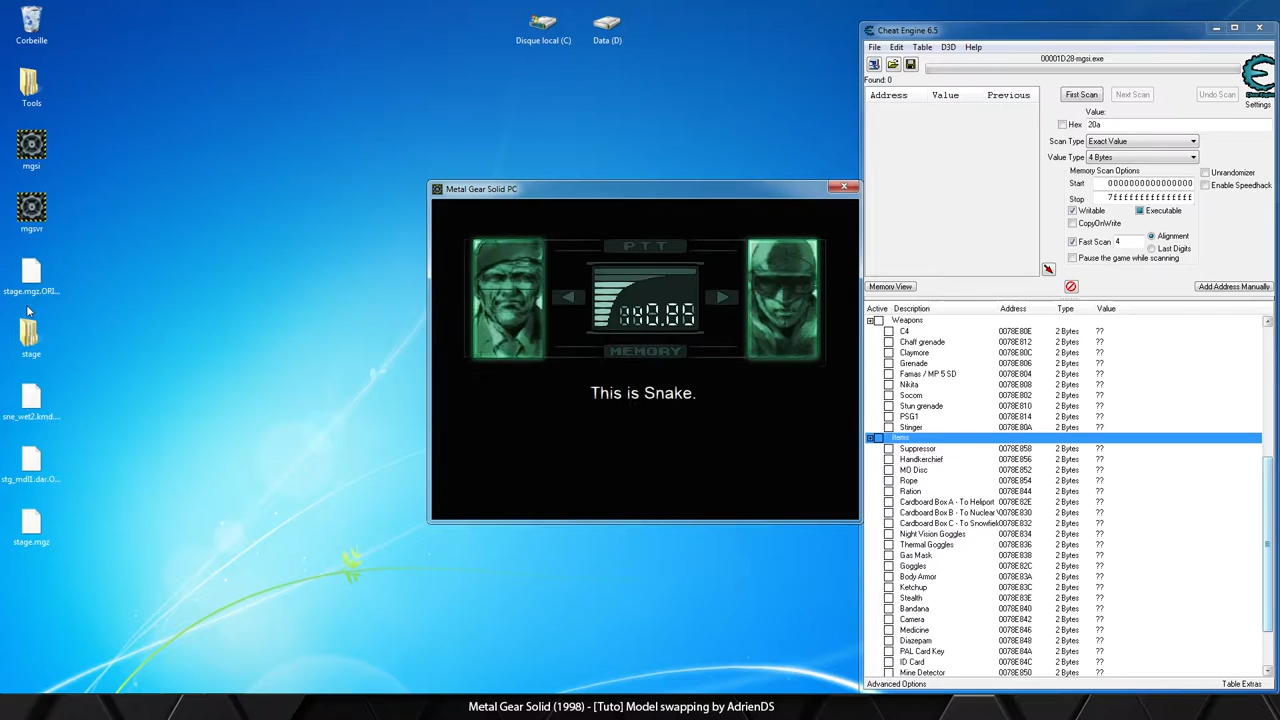 Corbeille
Tools
mgsi
mgsvr
stage.mgz.ORI...
stage
sne_wet2.kmd....
stg_mdl1.dar.O...
stage.mgz
Disque local (C)
Data (D)
Metal Gear Solid PC
PTT
MEMORY
This is Snake.
Cheat Engine 6.5
File Edit Table D3D Help
00001D28-mgsi.exe
Found: 0
Settings
Address Value Previous
First Scan Next Scan Undo Scan
Value:
Hex 20a
Scan Type Exact Value
Value Type 4 Bytes
Memory Scan Options
Start 0000000000000000
Stop 7fffffffffffffff
Writable Executable
CopyOnWrite
Fast Scan 4 Alignment
Last Digits
Pause the game while scanning
Unrandomizer
Enable Speedhack
Memory View Add Address Manually
Active Description Address Type Value
Weapons
C4 0078E80E 2 Bytes ??
Chaff grenade 0078E812 2 Bytes ??
Claymore 0078E80C 2 Bytes ??
Grenade 0078E806 2 Bytes ??
Famas / MP 5 SD 0078E804 2 Bytes ??
Nikita 0078E808 2 Bytes ??
Socom 0078E802 2 Bytes ??
Stun grenade 0078E810 2 Bytes ??
PSG1 0078E814 2 Bytes ??
Stinger 0078E80A 2 Bytes ??
Items
Suppressor 0078E858 2 Bytes ??
Handkerchief 0078E856 2 Bytes ??
MO Disc 0078E852 2 Bytes ??
Rope 0078E854 2 Bytes ??
Ration 0078E844 2 Bytes ??
Cardboard Box A - To Heliport 0078E82E 2 Bytes ??
Cardboard Box B - To Nuclear 0078E830 2 Bytes ??
Cardboard Box C - To Snowfiel 0078E832 2 Bytes ??
Night Vision Goggles 0078E834 2 Bytes ??
Thermal Goggles 0078E836 2 Bytes ??
Gas Mask 0078E838 2 Bytes ??
Goggles 0078E82C 2 Bytes ??
Body Armor 0078E83A 2 Bytes ??
Ketchup 0078E83C 2 Bytes ??
Stealth 0078E83E 2 Bytes ??
Bandana 0078E840 2 Bytes ??
Camera 0078E842 2 Bytes ??
Medicine 0078E846 2 Bytes ??
Diazepam 0078E848 2 Bytes ??
PAL Card Key 0078E84A 2 Bytes ??
ID Card 0078E84C 2 Bytes ??
Mine Detector 0078E850 2 Bytes ??
Advanced Options Table Extras
Metal Gear Solid (1998) - [Tuto] Model swapping by AdrienDS